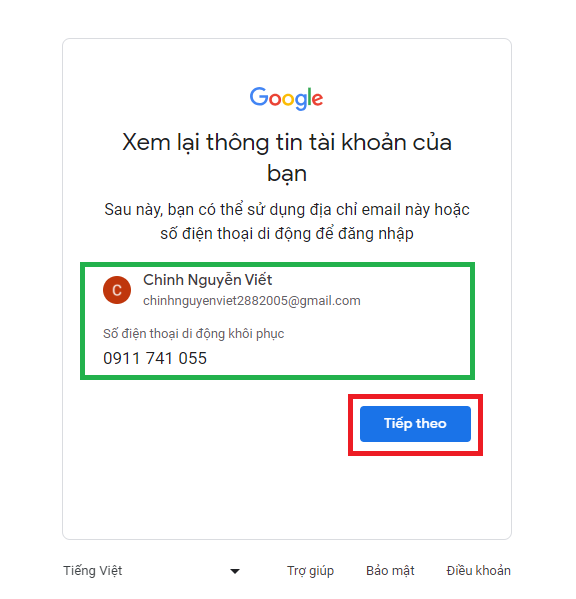 Google
Xem lại thông tin tài khoản của
bạn
Sau này, bạn có thể sử dụng địa chỉ email này hoặc
số điện thoại di động để đăng nhập
C
Chinh Nguyễn Viết
chinhnguyenviet2882005@gmail.com
Số điện thoại di động khôi phục
0911 741 055
Tiếp theo
Tiếng Việt
Trợ giúp
Bảo mật
Điều khoản